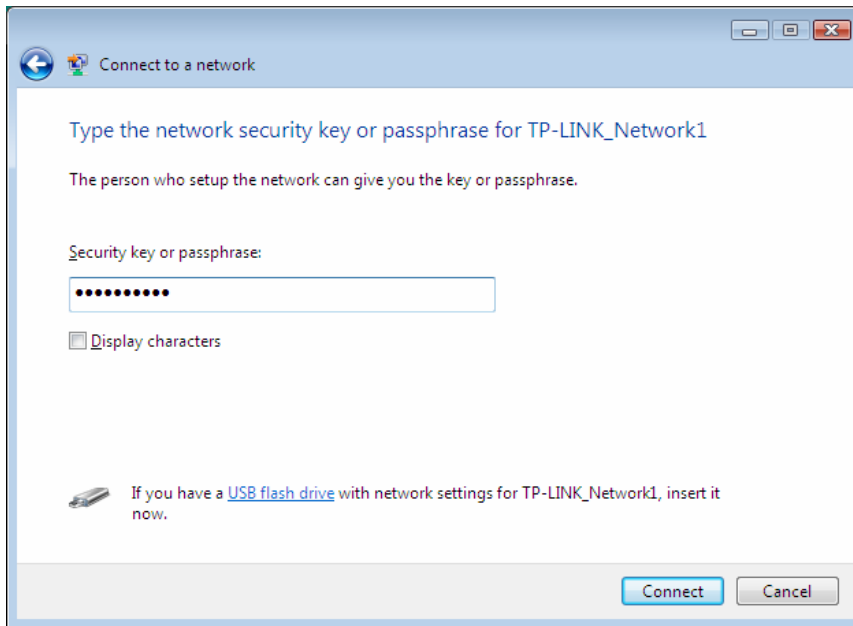 Connect to a network
Type the network security key or passphrase for TP-LINK_Network1
The person who setup the network can give you the key or passphrase.
Security key or passphrase:
••••••••••
Display characters
If you have a USB flash drive with network settings for TP-LINK_Network1, insert it
now.
Connect Cancel